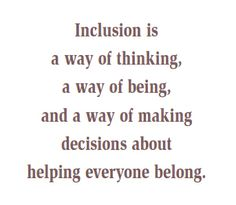 Inclusion is
a way of thinking,
a way of being,
and a way of making
decisions about
helping everyone belong.